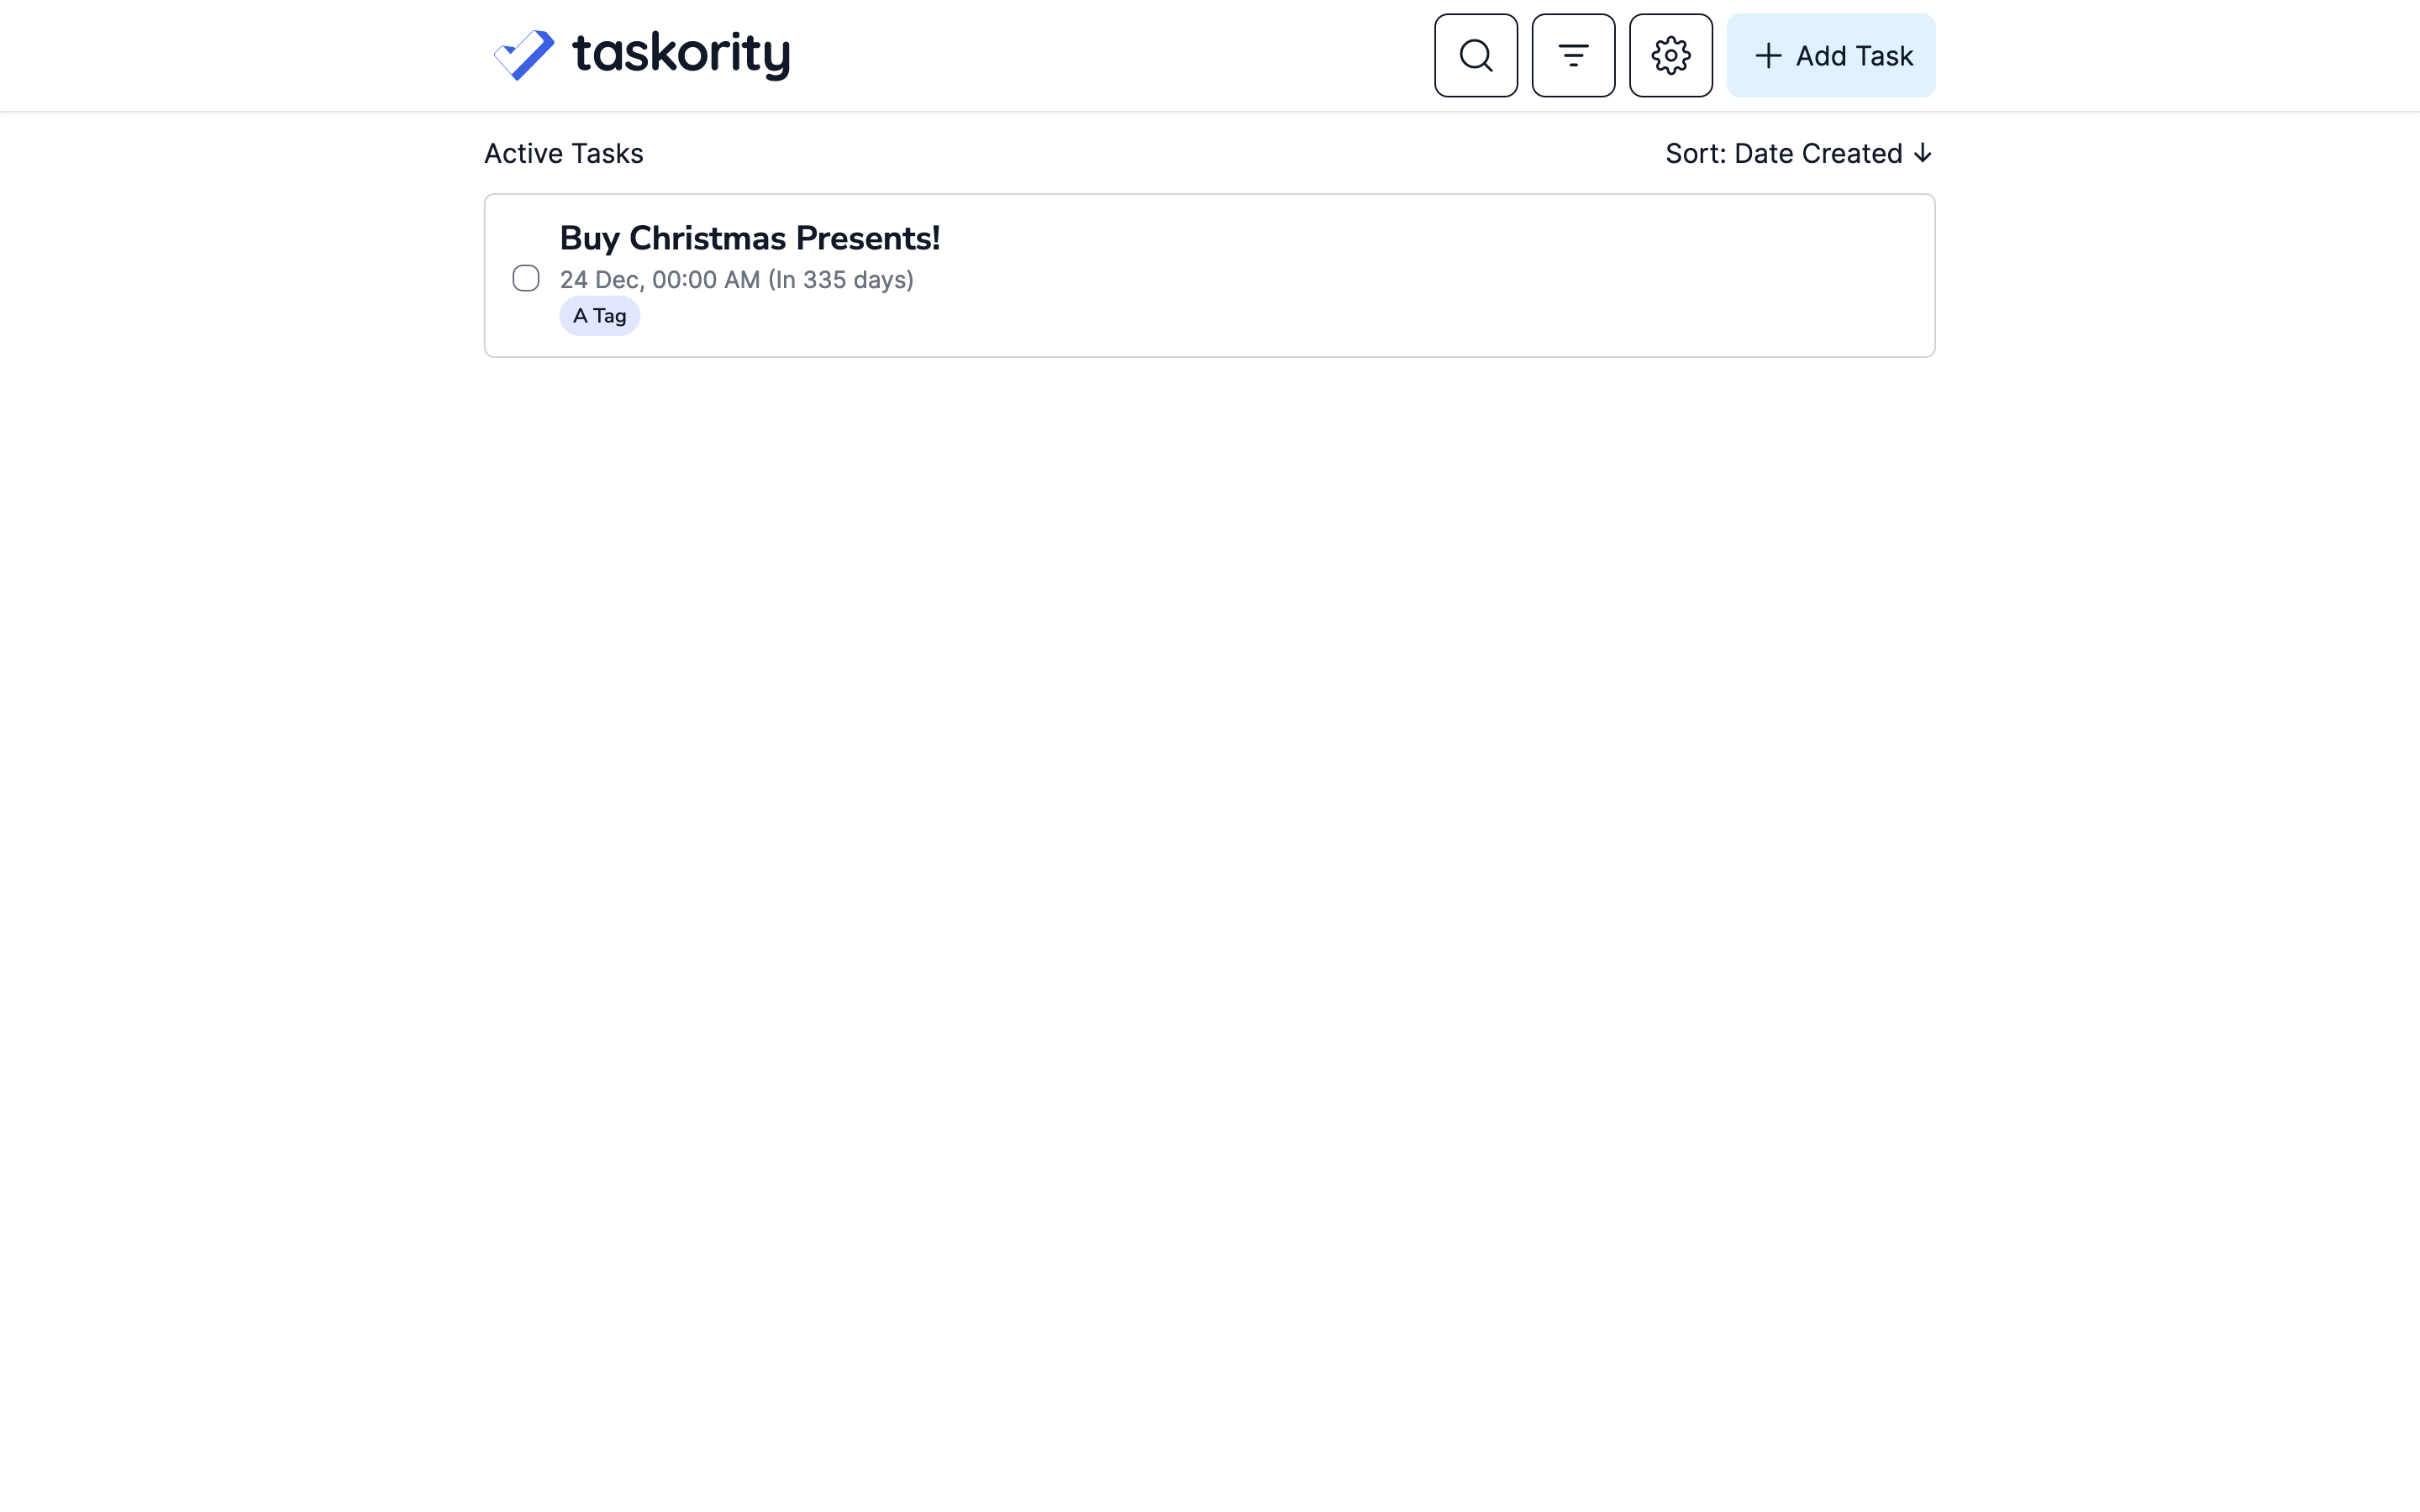 taskority
Add Task
Active Tasks
Sort: Date Created ↓
Buy Christmas Presents!
24 Dec, 00:00 AM (In 335 days)
A Tag